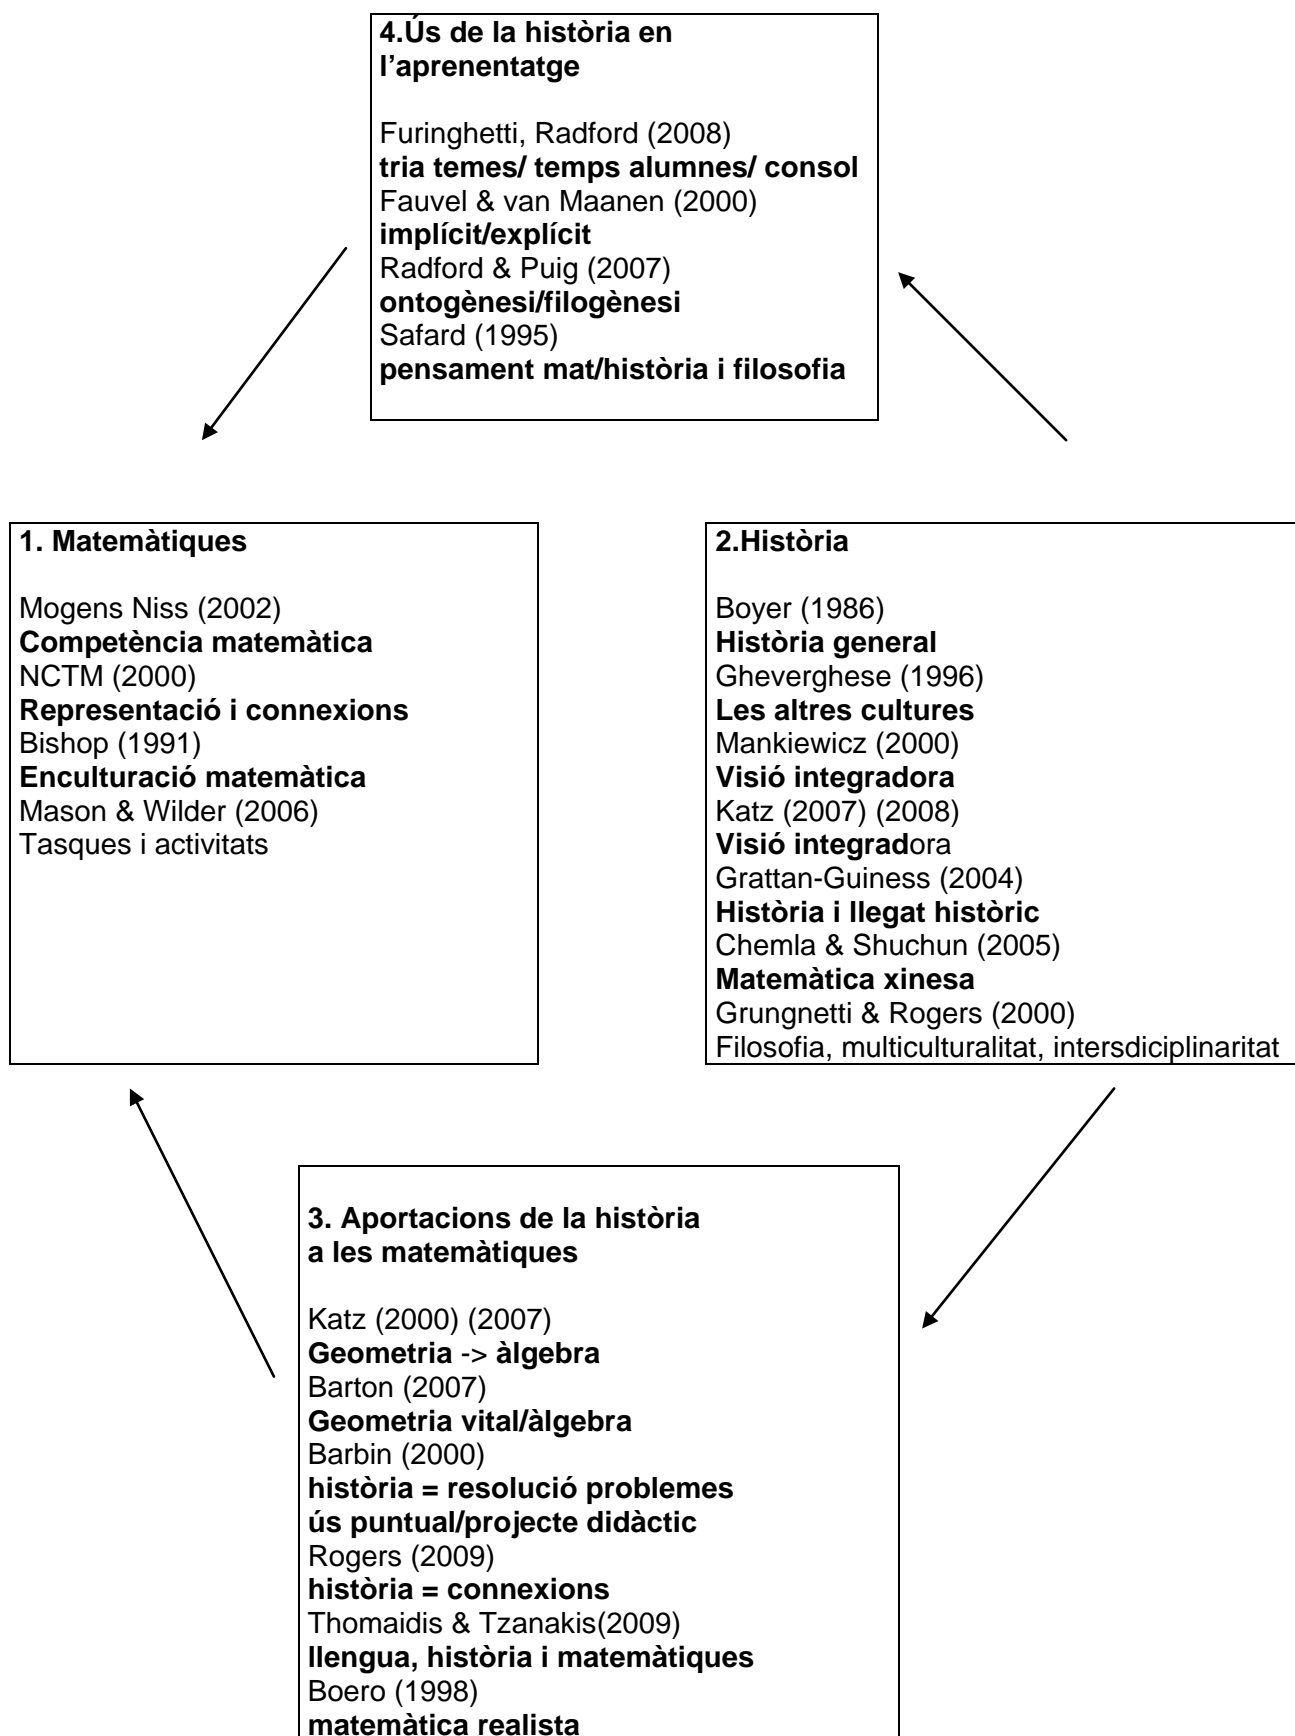 4.Ús de la història en
l'aprenentatge
Furinghetti, Radford (2008)
tria temes/ temps alumnes/ consol
Fauvel & van Maanen (2000)
implícit/explícit
Radford & Puig (2007)
ontogènesi/filogènesi
Safard (1995)
pensament mat/història i filosofia
1. Matemàtiques
Mogens Niss (2002)
Competència matemàtica
NCTM (2000)
Representació i connexions
Bishop (1991)
Enculturació matemàtica
Mason & Wilder (2006)
Tasques i activitats
2.Història
Boyer (1986)
Història general
Gheverghese (1996)
Les altres cultures
Mankiewicz (2000)
Visió integradora
Katz (2007) (2008)
Visió integradora
Grattan-Guiness (2004)
Història i llegat històric
Chemla & Shuchun (2005)
Matemàtica xinesa
Grungnetti & Rogers (2000)
Filosofia, multiculturalitat, intersdiciplinaritat
3. Aportacions de la història
a les matemàtiques
Katz (2000) (2007)
Geometria -> àlgebra
Barton (2007)
Geometria vital/àlgebra
Barbin (2000)
història = resolució problemes
ús puntual/projecte didàctic
Rogers (2009)
història = connexions
Thomaidis & Tzanakis(2009)
llengua, història i matemàtiques
Boero (1998)
matemàtica realista